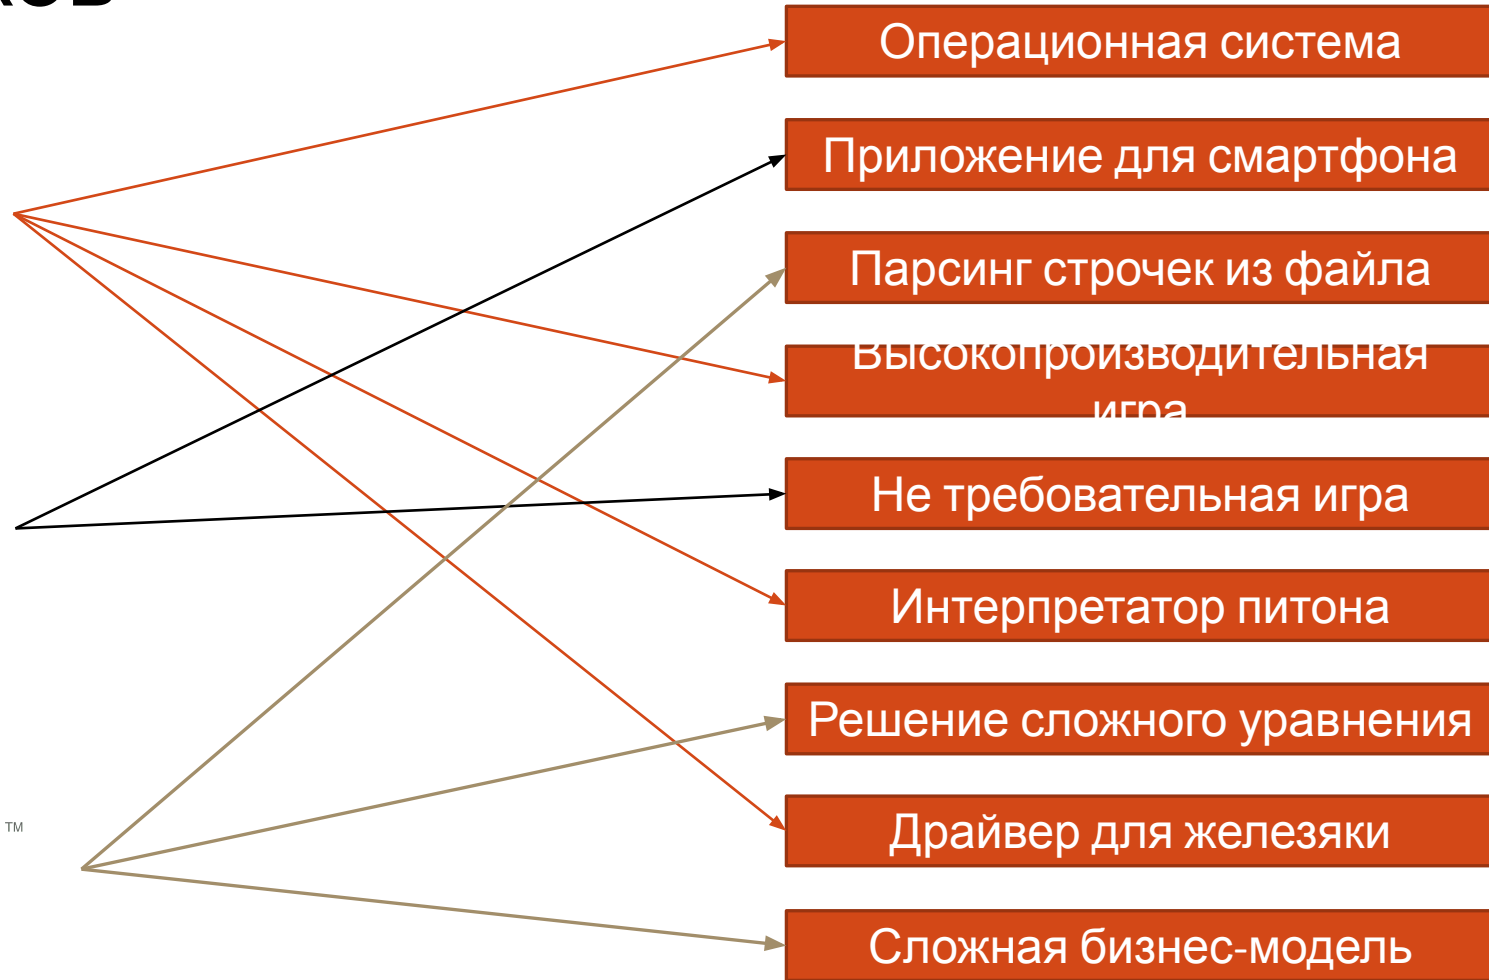 Операционная система
Приложение для смартфона
Парсинг строчек из файла
Высокопроизводительная
игра
Не требовательная игра
Интерпретатор питона
Решение сложного уравнения
TM
Драйвер для железяки
Сложная бизнес-модель